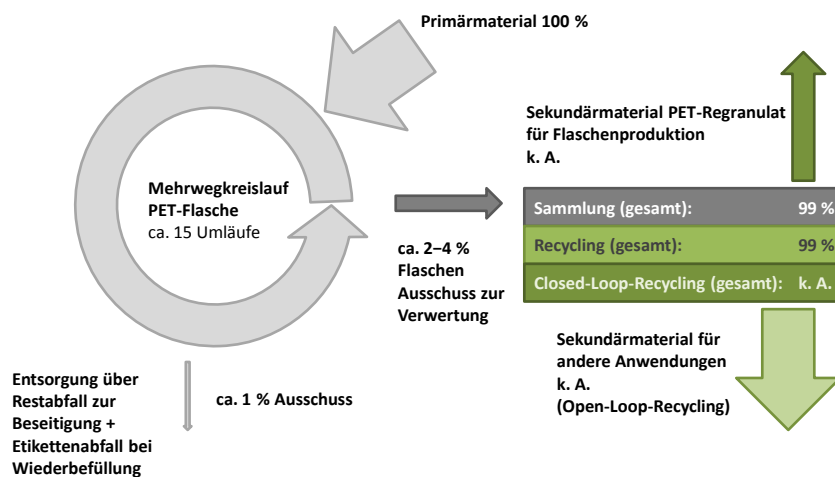 Primärmaterial 100 %
Mehrwegkreislauf
PET-Flasche
ca. 15 Umläufe
Sekundärmaterial PET-Regranulat
für Flaschenproduktion
k. A.
Sammlung (gesamt): 99 %
Recycling (gesamt): 99 %
Closed-Loop-Recycling (gesamt): k. A.
ca. 2–4 %
Flaschen
Ausschuss zur
Verwertung
Sekundärmaterial für
andere Anwendungen
k. A.
(Open-Loop-Recycling)
Entsorgung über
Restabfall zur
Beseitigung +
Etikettenabfall bei
Wiederbefüllung
ca. 1 % Ausschuss